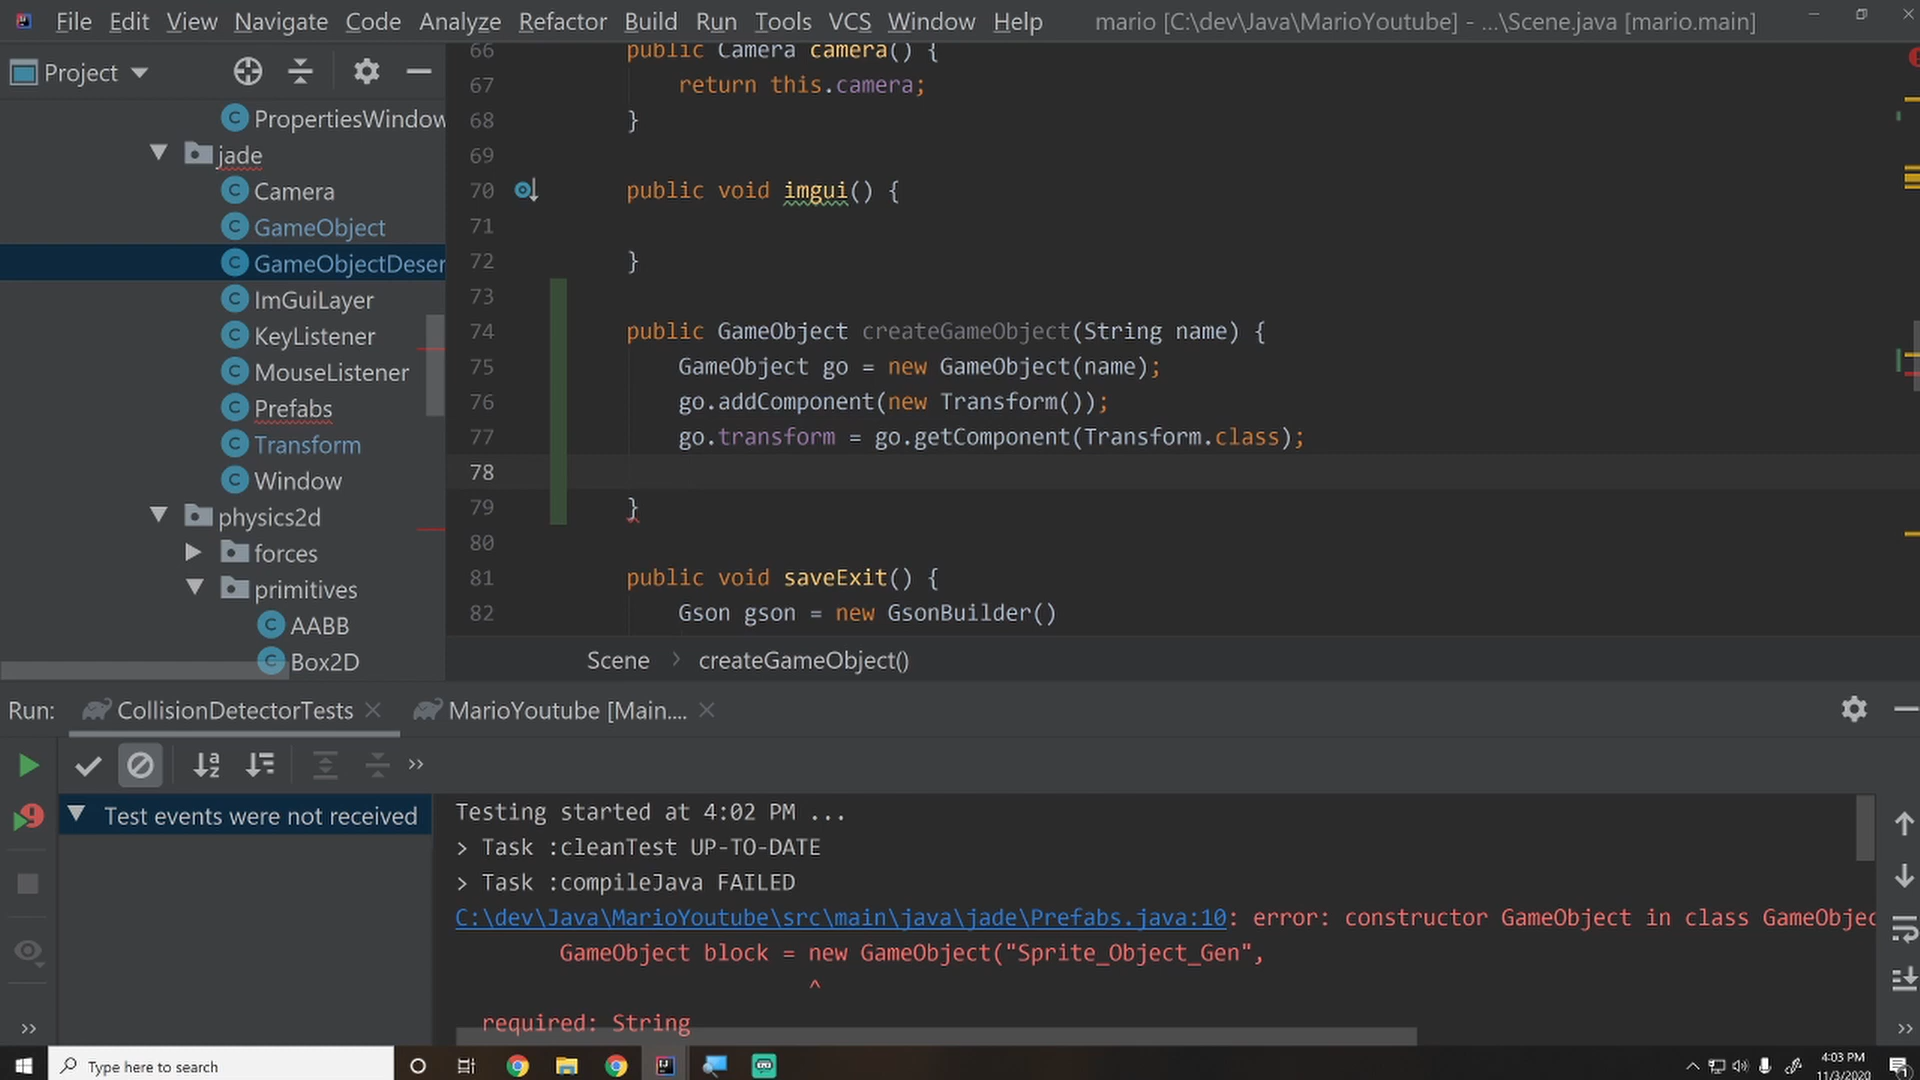 File Edit View Navigate Code Analyze Refactor Build Run Tools VCS Window Help mario [C:\dev\Java\MarioYoutube] - ...\Scene.java [mario.main]
Project
PropertiesWindow
jade
Camera
GameObject
GameObjectDeser
ImGuiLayer
KeyListener
MouseListener
Prefabs
Transform
Window
physics2d
forces
primitives
AABB
Box2D
66 public Camera camera() {
67 return this.camera;
68 }
69
70 public void imgui() {
71
72 }
73
74 public GameObject createGameObject(String name) {
75 GameObject go = new GameObject(name);
76 go.addComponent(new Transform());
77 go.transform = go.getComponent(Transform.class);
78
79 }
80
81 public void saveExit() {
82 Gson gson = new GsonBuilder()
Scene > createGameObject()
Run: CollisionDetectorTests MarioYoutube [Main....
Test events were not received
Testing started at 4:02 PM ...
> Task :cleanTest UP-TO-DATE
> Task :compileJava FAILED
C:\dev\Java\MarioYoutube\src\main\java\jade\Prefabs.java:10: error: constructor GameObject in class GameObjec
GameObject block = new GameObject("Sprite_Object_Gen",
^
required: String
Type here to search
4:03 PM
11/3/2020